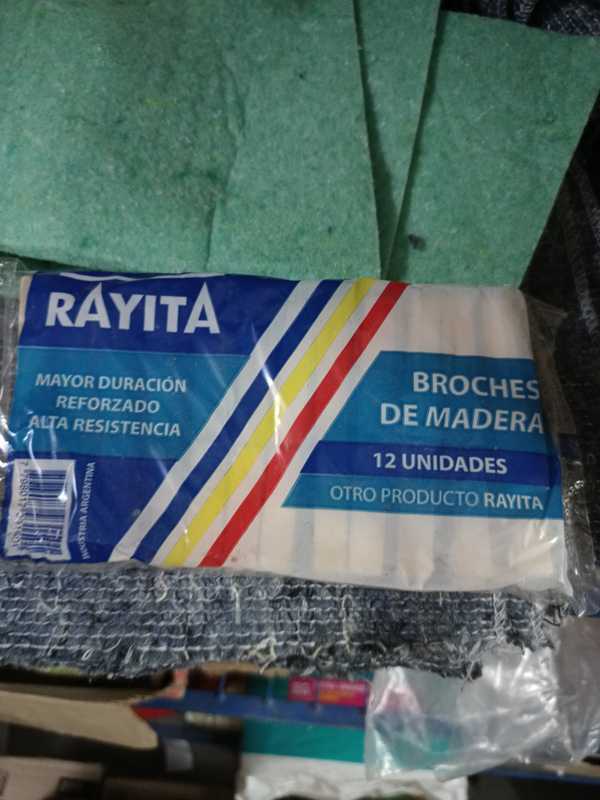 RAYITA
MAYOR DURACIÓN
REFORZADO
ALTA RESISTENCIA
INDUSTRIA ARGENTINA
BROCHES
DE MADERA
12 UNIDADES
OTRO PRODUCTO RAYITA